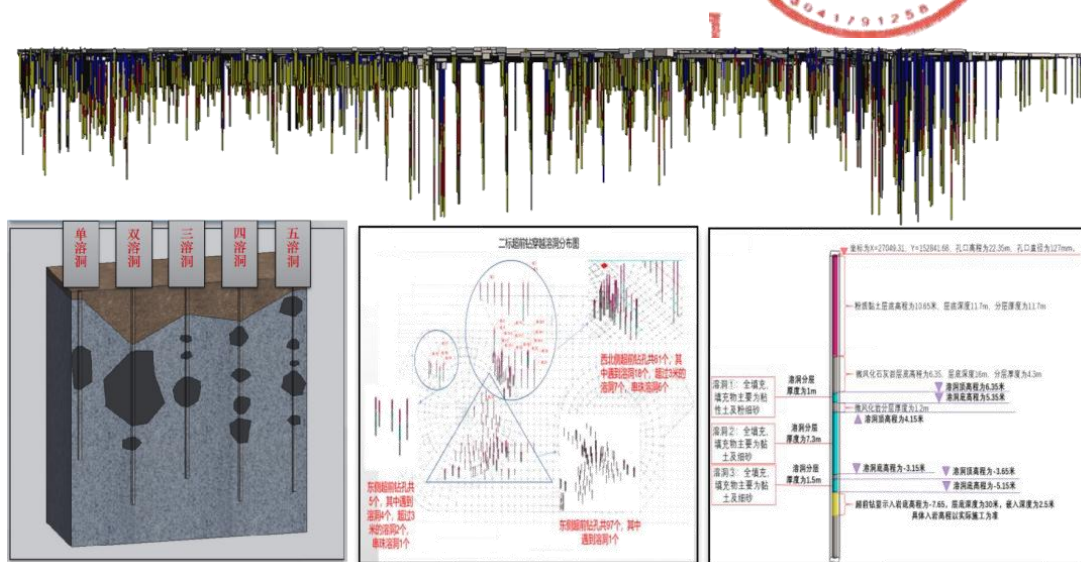 3041791258
单溶洞
双溶洞
三溶洞
四溶洞
五溶洞
二标超前钻穿越溶洞分布图
西北侧超前钻孔共81个，其
中遇到溶洞18个，超过3米的
溶洞7个，串珠溶洞6个
东侧超前钻孔共
5个，其中遇到
溶洞4个，超过3
米的溶洞2个，
串珠溶洞1个
东侧超前钻孔共97个，其中
遇到溶洞1个
坐标为X=27049.31，Y=152841.68，孔口高程为22.35m，孔口直径为127mm。
粉质黏土层底高程为10.65米，层底深度11.7m，分层厚度为11.7m
微风化石灰岩层底高程为6.35，层底深度16m，分层厚度为4.3m
溶洞1：全填充，
填充物主要为粘
性土及粉细砂
溶洞分层
厚度为1m
溶洞顶高程为6.35米
溶洞底高程为5.35米
微风化岩分层厚度为1.2m
溶洞顶高程为4.15米
溶洞2：全填充，
填充物主要为黏
土及细砂
溶洞分层
厚度为7.3m
溶洞3：全填充，
填充物主要为黏
土及细砂
溶洞分层
厚度为1.5m
溶洞底高程为-3.15米
溶洞顶高程为-3.65米
溶洞底高程为-5.15米
超前钻显示入岩底高程为-7.65，层底深度为30米，嵌入深度为2.5米
具体入岩高程以实际施工为准